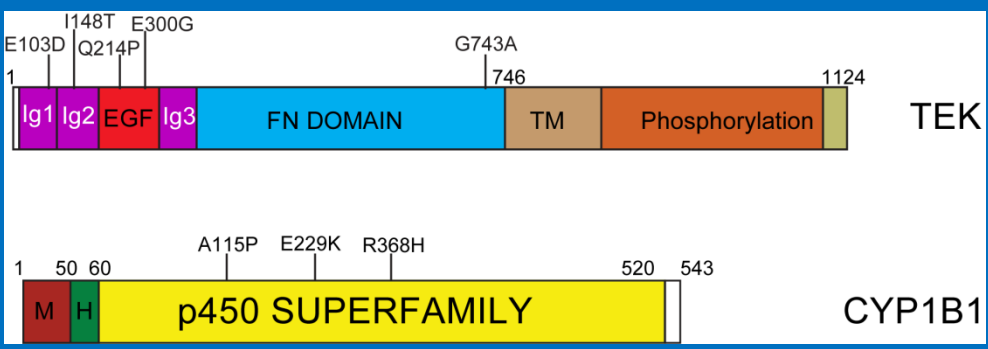 I148T E300G
E103D Q214P G743A
1 746 1124
Ig1 Ig2 EGF Ig3 FN DOMAIN TM Phosphorylation TEK
A115P E229K R368H
1 50 60 520 543
M H p450 SUPERFAMILY CYP1B1